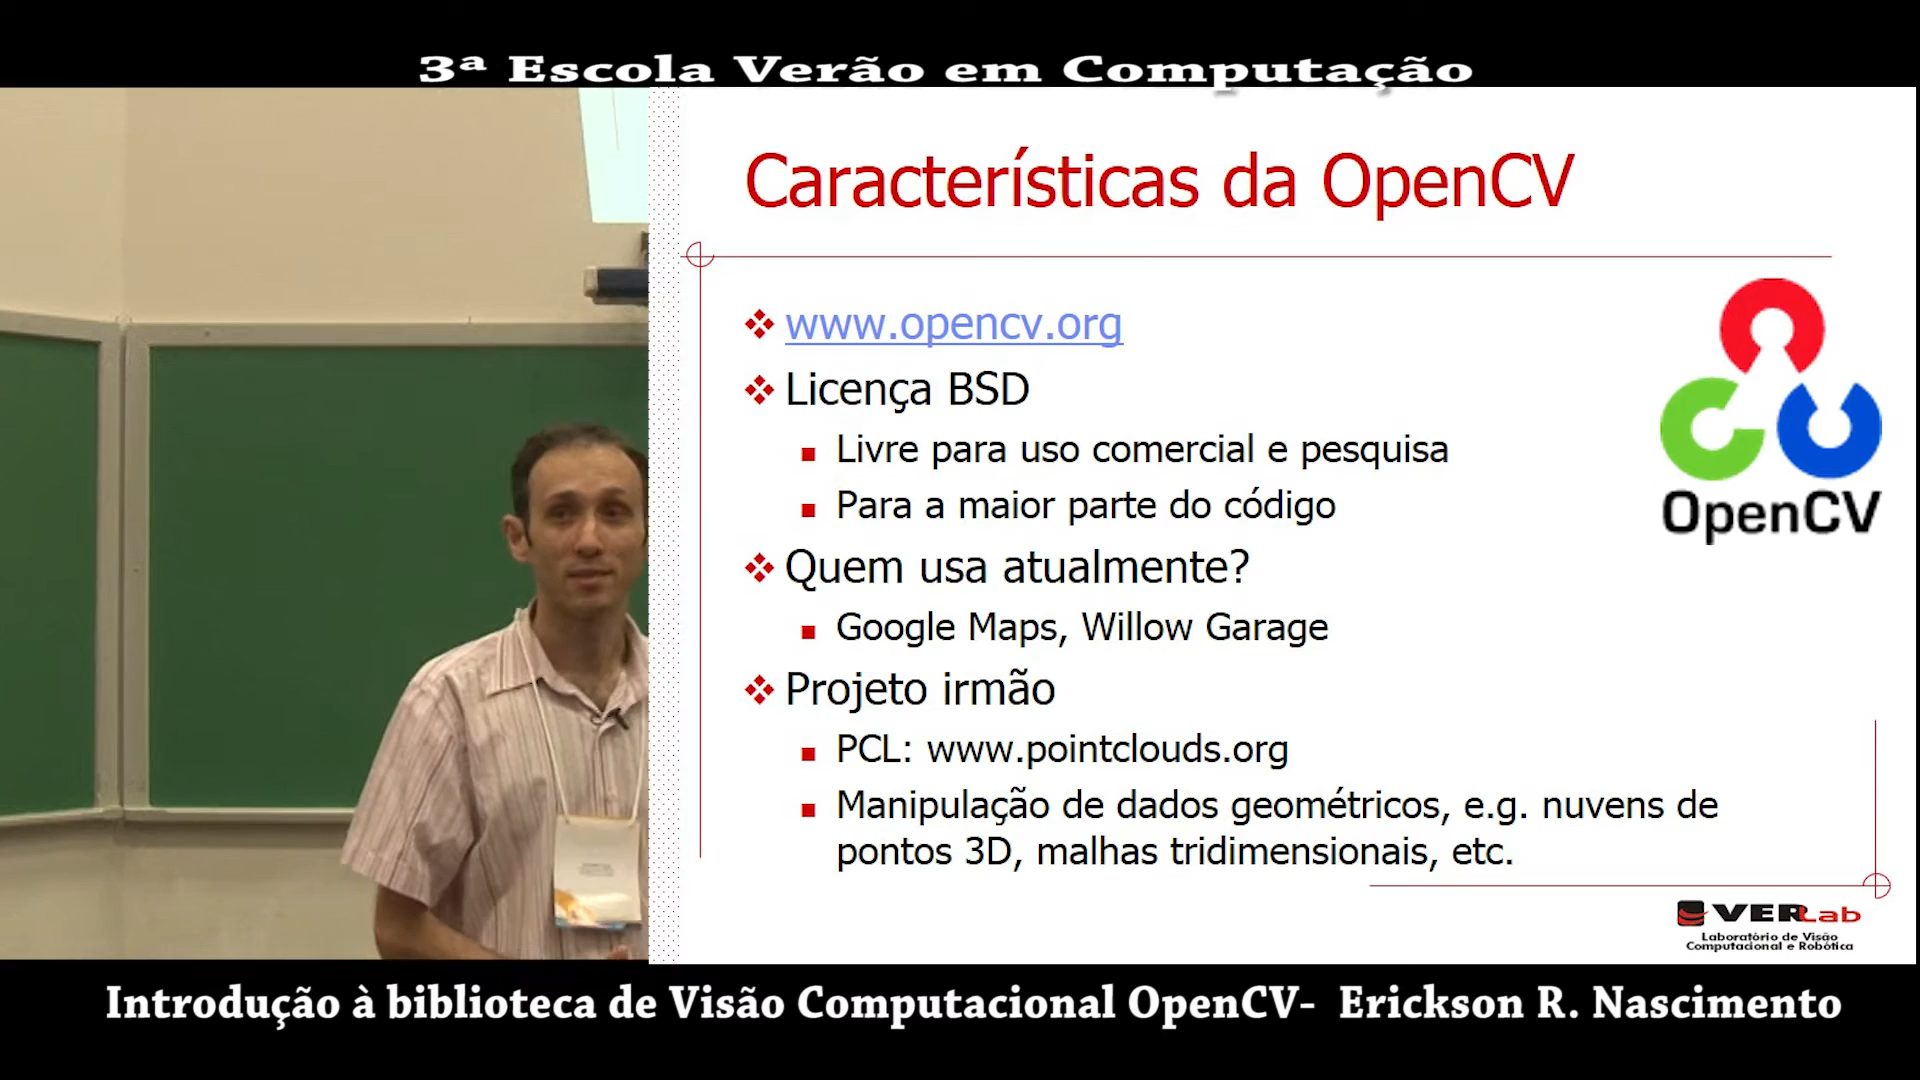 3ª Escola Verão em Computação
Características da OpenCV
www.opencv.org
Licença BSD
Livre para uso comercial e pesquisa
Para a maior parte do código
Quem usa atualmente?
Google Maps, Willow Garage
Projeto irmão
PCL: www.pointclouds.org
Manipulação de dados geométricos, e.g. nuvens de
pontos 3D, malhas tridimensionais, etc.
OpenCV
VERLab
Laboratório de Visão
Computacional e Robótica
Introdução à biblioteca de Visão Computacional OpenCV- Erickson R. Nascimento